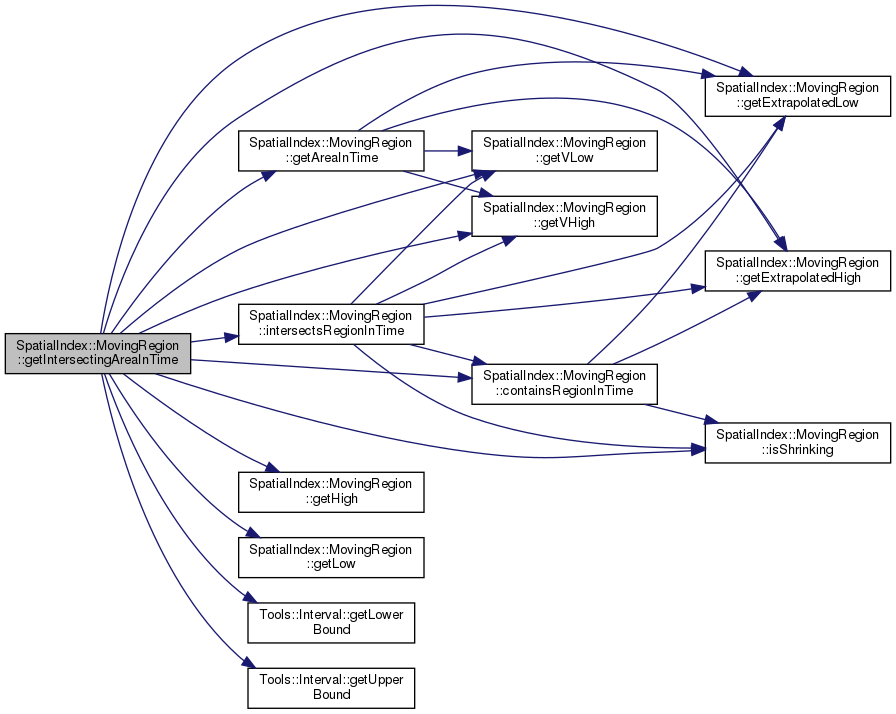 SpatialIndex::MovingRegion
::getExtrapolatedLow
SpatialIndex::MovingRegion
::getAreaInTime
SpatialIndex::MovingRegion
::getVLow
SpatialIndex::MovingRegion
::getVHigh
SpatialIndex::MovingRegion
::getExtrapolatedHigh
SpatialIndex::MovingRegion
::intersectsRegionInTime
SpatialIndex::MovingRegion
::getIntersectingAreaInTime
SpatialIndex::MovingRegion
::containsRegionInTime
SpatialIndex::MovingRegion
::isShrinking
SpatialIndex::MovingRegion
::getHigh
SpatialIndex::MovingRegion
::getLow
Tools::Interval::getLower
Bound
Tools::Interval::getUpper
Bound